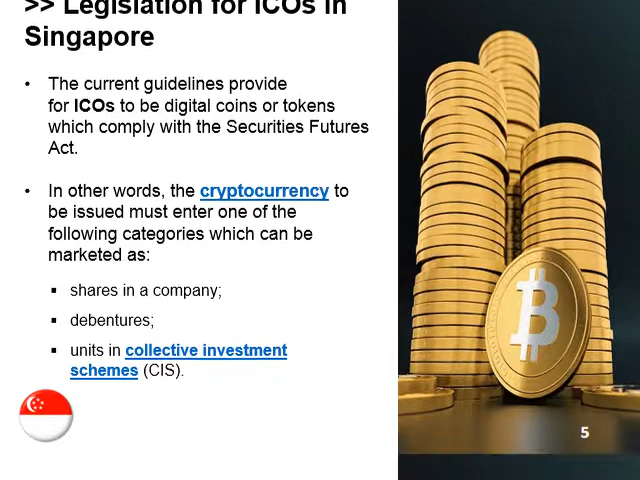 >> Legislation for ICOs in
Singapore
• The current guidelines provide
for ICOs to be digital coins or tokens
which comply with the Securities Futures
Act.
• In other words, the cryptocurrency to
be issued must enter one of the
following categories which can be
marketed as:
▪ shares in a company;
▪ debentures;
▪ units in collective investment
schemes (CIS).
5